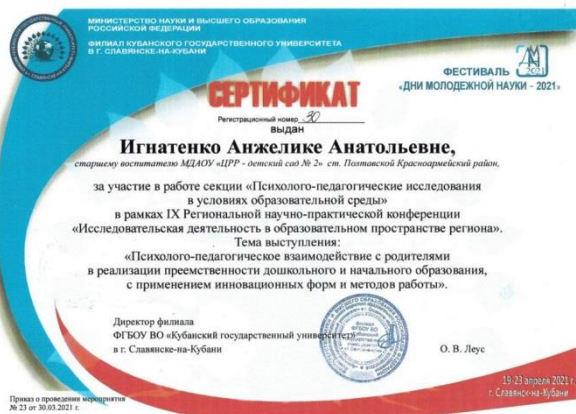 МИНИСТЕРСТВО НАУКИ И ВЫСШЕГО ОБРАЗОВАНИЯ
РОССИЙСКОЙ ФЕДЕРАЦИИ
ФИЛИАЛ КУБАНСКОГО ГОСУДАРСТВЕННОГО УНИВЕРСИТЕТА
В Г. СЛАВЯНСКЕ-НА-КУБАНИ
2021
ФЕСТИВАЛЬ
«ДНИ МОЛОДЕЖНОЙ НАУКИ - 2021»
СЕРТИФИКАТ
Регистрационный номер 30
выдан
Игнатенко Анжелике Анатольевне,
старшему воспитателю МДАОУ «ЦРР - детский сад № 2» ст. Полтавской Красноармейский район,
за участие в работе секции «Психолого-педагогические исследования
в условиях образовательной среды»
в рамках IX Региональной научно-практической конференции
«Исследовательская деятельность в образовательном пространстве региона».
Тема выступления:
«Психолого-педагогическое взаимодействие с родителями
в реализации преемственности дошкольного и начального образования,
с применением инновационных форм и методов работы».
Директор филиала
ФГБОУ ВО «Кубанский государственный университет»
в г. Славянске-на-Кубани
О. В. Леус
19-23 апреля 2021 г.
г. Славянск-на-Кубани
Приказ о проведении мероприятия
№ 23 от 30.03.2021 г.